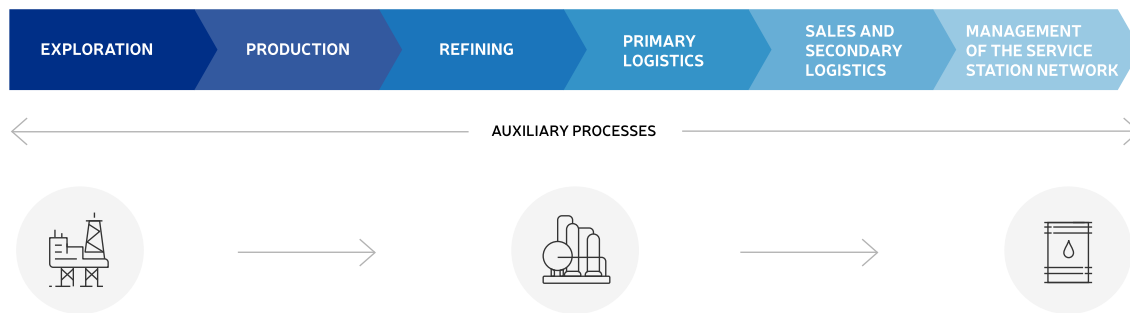 EXPLORATION
PRODUCTION
REFINING
PRIMARY
LOGISTICS
SALES AND
SECONDARY
LOGISTICS
MANAGEMENT
OF THE SERVICE
STATION NETWORK
AUXILIARY PROCESSES